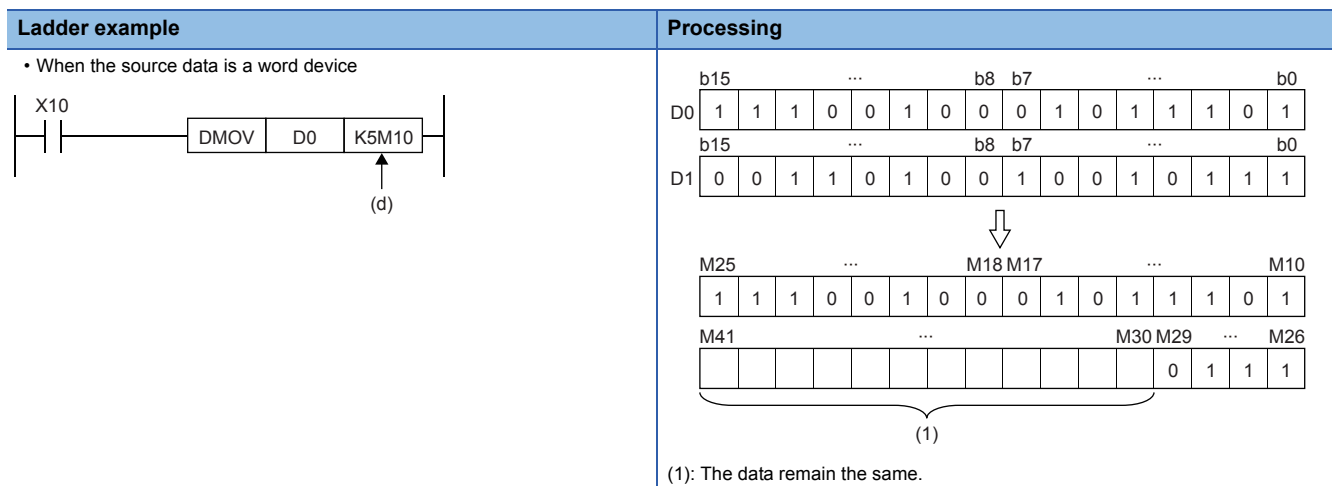 Ladder example
Processing
• When the source data is a word device
X10
DMOV D0 K5M10
(d)
b15 ... b8 b7 ... b0
D0 1 1 1 0 0 1 0 0 0 1 0 1 1 1 0 1
b15 ... b8 b7 ... b0
D1 0 0 1 1 0 1 0 0 1 0 0 1 0 1 1 1
M25 ... M18 M17 ... M10
1 1 1 0 0 1 0 0 0 1 0 1 1 1 0 1
M41 ... M30 M29 ... M26
0 1 1 1
(1)
(1): The data remain the same.